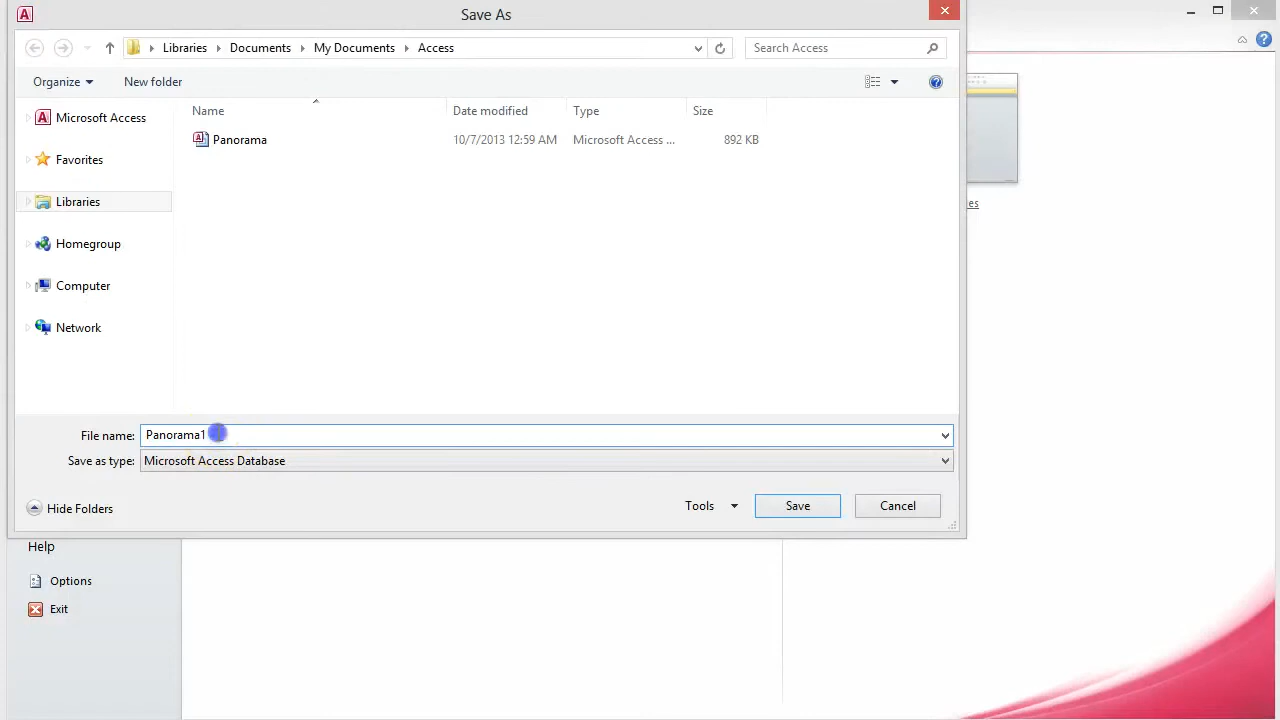 Save As
Libraries Documents My Documents Access Search Access
Organize New folder
Name Date modified Type Size
Panorama 10/7/2013 12:59 AM Microsoft Access ... 892 KB
Microsoft Access
Favorites
Libraries
Homegroup
Computer
Network
es
File name: Panorama1
Save as type: Microsoft Access Database
Hide Folders Tools Save Cancel
Help
Options
Exit